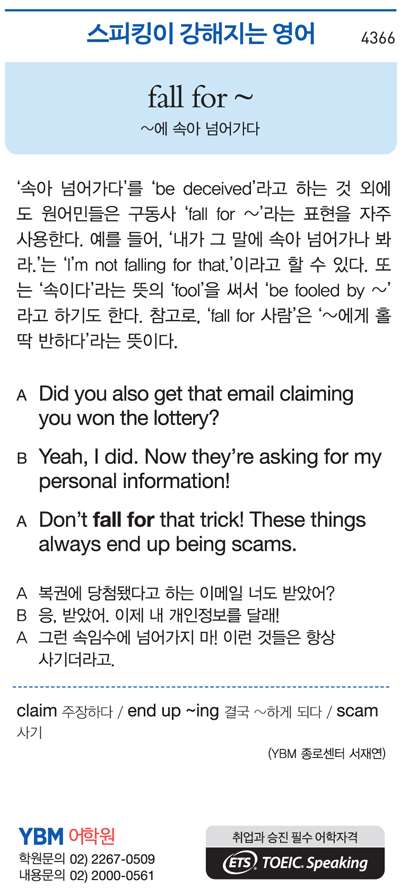 스피킹이 강해지는 영어 4366
fall for ~
~에 속아 넘어가다
‘속아 넘어가다’를 ‘be deceived’라고 하는 것 외에
도 원어민들은 구동사 ‘fall for ~’라는 표현을 자주
사용한다. 예를 들어, ‘내가 그 말에 속아 넘어가나 봐
라.’는 ‘I’m not falling for that.’이라고 할 수 있다. 또
는 ‘속이다’라는 뜻의 ‘fool’을 써서 ‘be fooled by ~’
라고 하기도 한다. 참고로, ‘fall for 사람’은 ‘~에게 홀
딱 반하다’라는 뜻이다.
A Did you also get that email claiming
you won the lottery?
B Yeah, I did. Now they’re asking for my
personal information!
A Don’t fall for that trick! These things
always end up being scams.
A 복권에 당첨됐다고 하는 이메일 너도 받았어?
B 응, 받았어. 이제 내 개인정보를 달래!
A 그런 속임수에 넘어가지 마! 이런 것들은 항상
사기더라고.
claim 주장하다 / end up ~ing 결국 ~하게 되다 / scam
사기
(YBM 종로센터 서재연)
YBM 어학원
학원문의 02) 2267-0509
내용문의 02) 2000-0561
취업과 승진 필수 어학자격
ETS TOEIC. Speaking